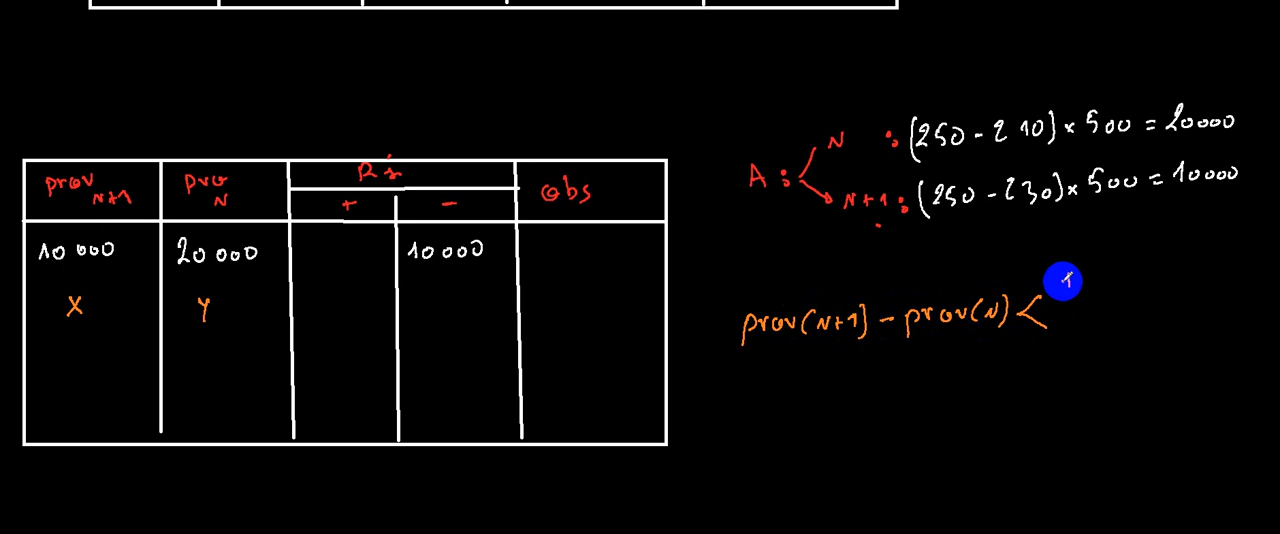 prov N+1 prov N Rés + - obs
10 000 20 000 10 000
X Y
A : N : (250 - 210) × 500 = 20000
N+1 : (250 - 230) × 500 = 10000
prov(N+1) - prov(N) <